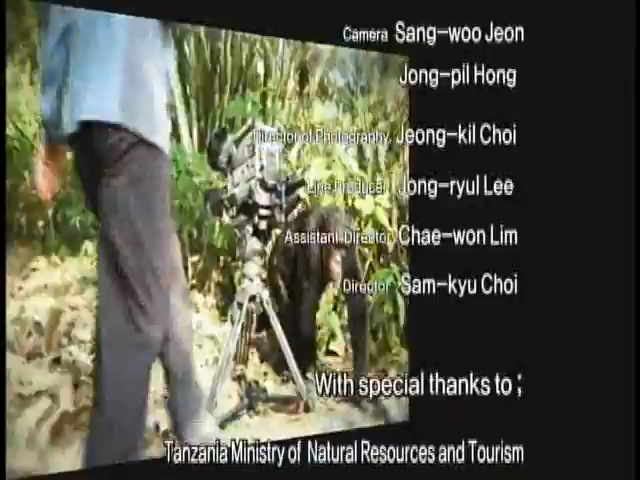 Camera Sang-woo Jeon
Jong-pil Hong
Director of Photography Jeong-kil Choi
Line Producer Jong-ryul Lee
Assistant Director Chae-won Lim
Director Sam-kyu Choi
With special thanks to ;
Tanzania Ministry of Natural Resources and Tourism